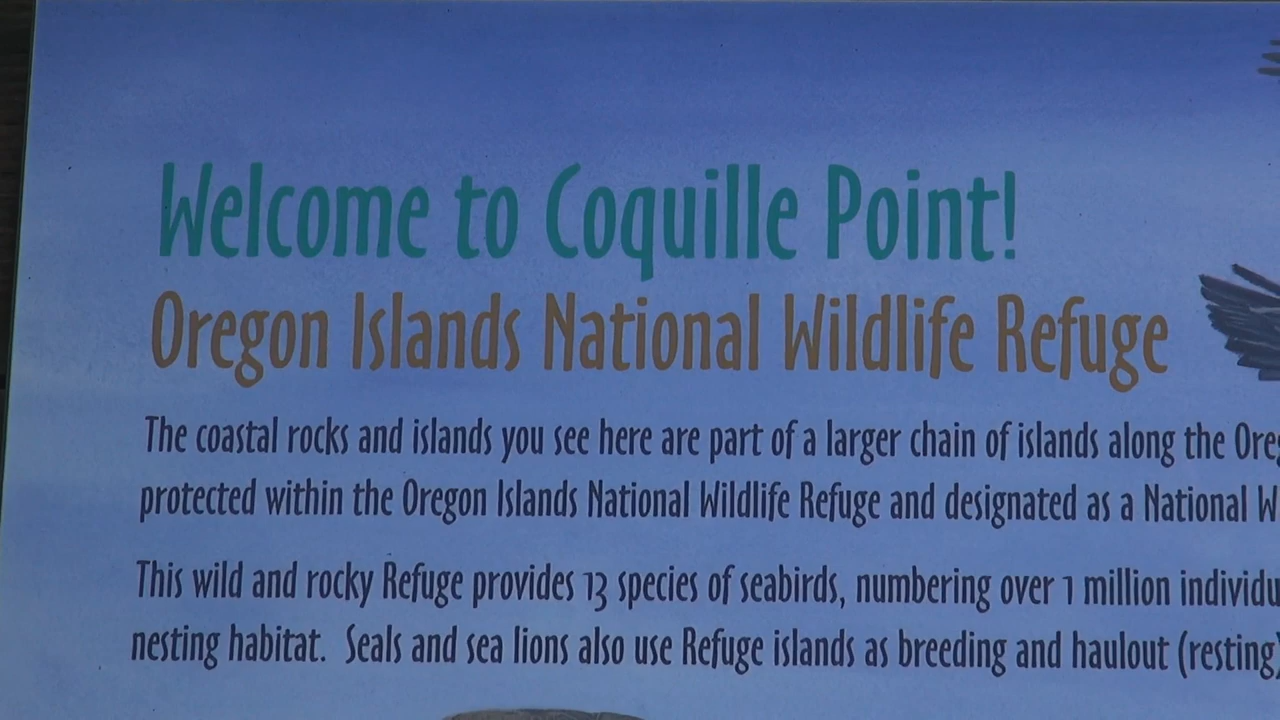 Welcome to Coquille Point!
Oregon Islands National Wildlife Refuge
The coastal rocks and islands you see here are part of a larger chain of islands along the
protected within the Oregon Islands National Wildlife Refuge and designated as a National
This wild and rocky Refuge provides 13 species of seabirds, numbering over 1 million
nesting habitat. Seals and sea lions also use Refuge islands as breeding and haulout (resting)